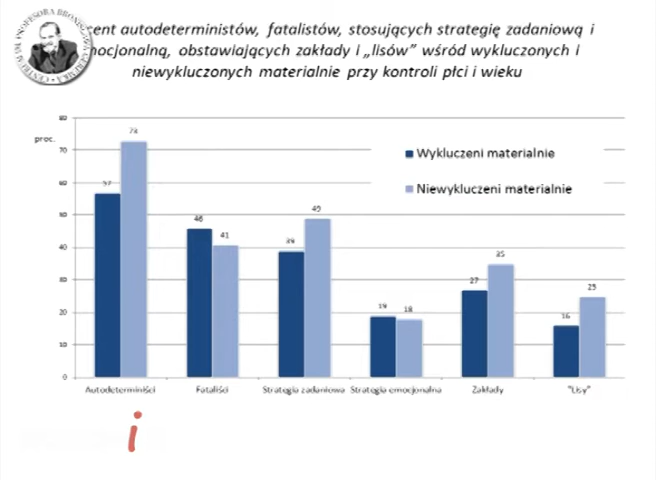 cent autodeterministów, fatalistów, stosujących strategię zadaniową i
mocjonalną, obstawiających zakłady i „lisów” wśród wykluczonych i
niewykluczonych materialnie przy kontroli płci i wieku
proc.
80
70
60
50
40
30
20
10
0
57
73
46
41
39
49
19
18
27
35
16
25
Wykluczeni materialnie
Niewykluczeni materialnie
Autodeterminiści Fataliści Strategia zadaniowa Strategia emocjonalna Zakłady "Lisy"
i